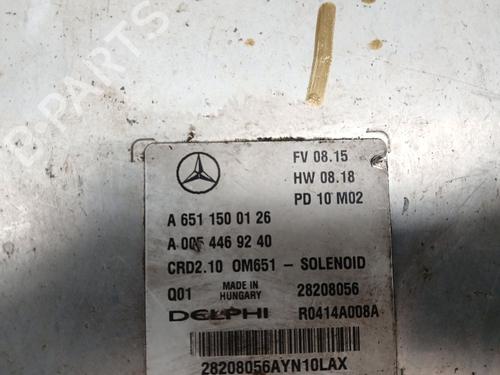 B-PARTS
FV 08.15
HW 08.18
PD 10 M02
A 651 150 01 26
A 005 446 92 40
CRD2.10 OM651 - SOLENOID
Q01 MADE IN HUNGARY 28208056
DELPHI R0414A008A
28208056AYN10LAX